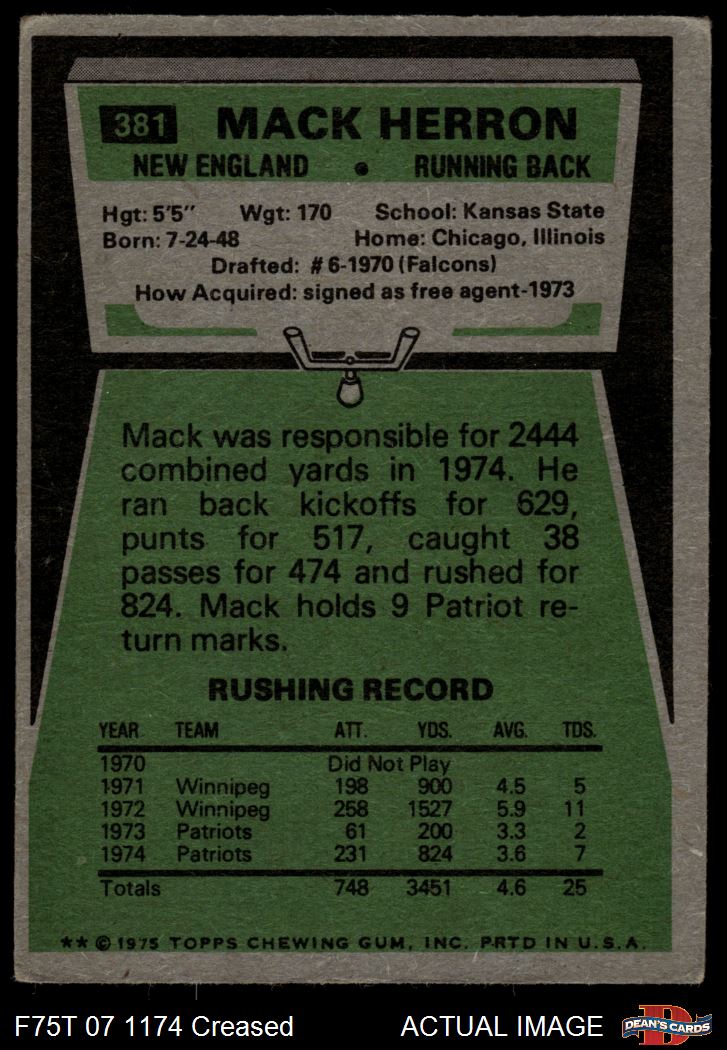 381 MACK HERRON
NEW ENGLAND • RUNNING BACK
Hgt: 5'5" Wgt: 170 School: Kansas State
Born: 7-24-48 Home: Chicago, Illinois
Drafted: #6-1970 (Falcons)
How Acquired: signed as free agent-1973
Mack was responsible for 2444
combined yards in 1974. He
ran back kickoffs for 629,
punts for 517, caught 38
passes for 474 and rushed for
824. Mack holds 9 Patriot re-
turn marks.
RUSHING RECORD
YEAR TEAM ATT. YDS. AVG. TDS.
1970 Did Not Play
1971 Winnipeg 198 900 4.5 5
1972 Winnipeg 258 1527 5.9 11
1973 Patriots 61 200 3.3 2
1974 Patriots 231 824 3.6 7
Totals 748 3451 4.6 25
** © 1975 TOPPS CHEWING GUM, INC. PRTD IN U.S.A.
F75T 07 1174 Creased ACTUAL IMAGE D DEAN'S CARDS